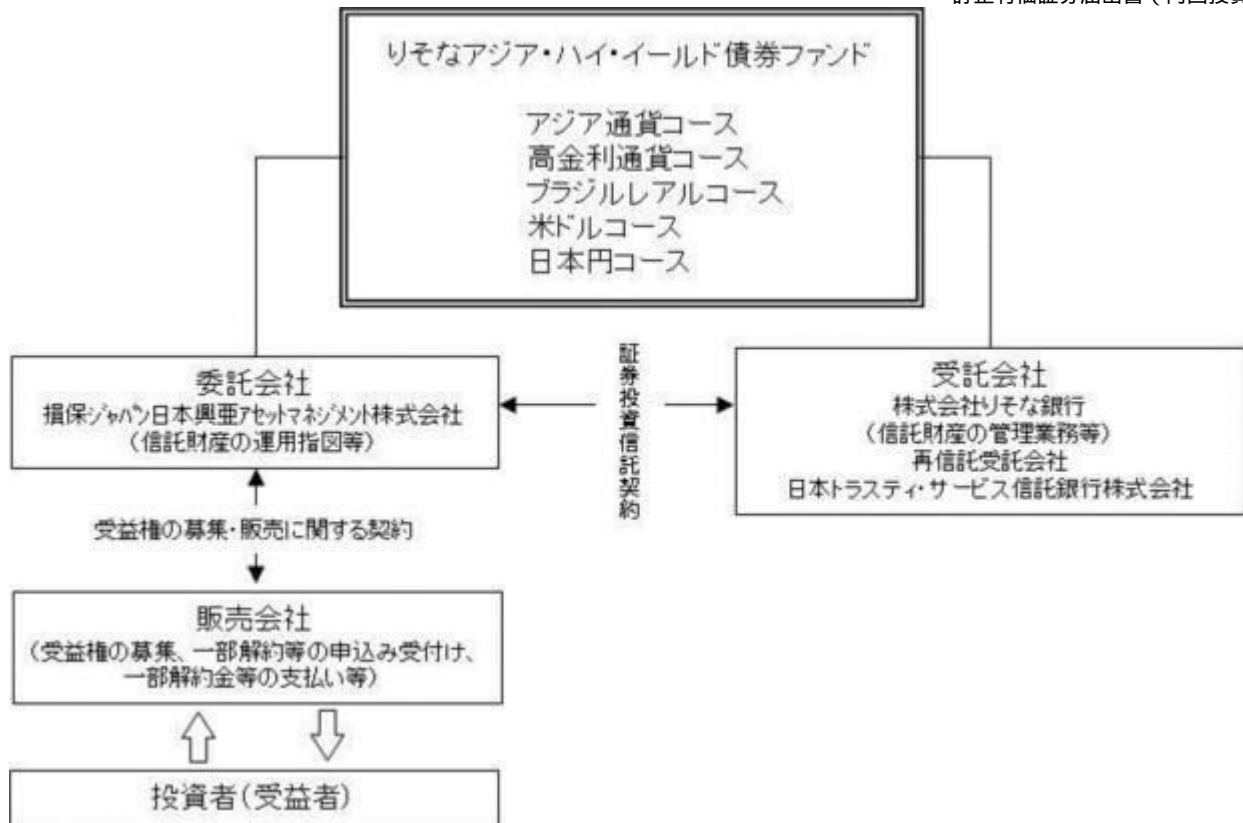 りそなアジア・ハイ・イールド債券ファンド
アジア通貨コース
高金利通貨コース
ブラジルレアルコース
米ドルコース
日本円コース
委託会社
損保ジャパン日本興亜アセットマネジメント株式会社
(信託財産の運用指図等)
証券投資信託契約
受託会社
株式会社りそな銀行
(信託財産の管理業務等)
再信託受託会社
日本トラスティ・サービス信託銀行株式会社
受益権の募集・販売に関する契約
販売会社
(受益権の募集、一部解約等の申込み受付け、
一部解約金等の支払い等)
投資者(受益者)